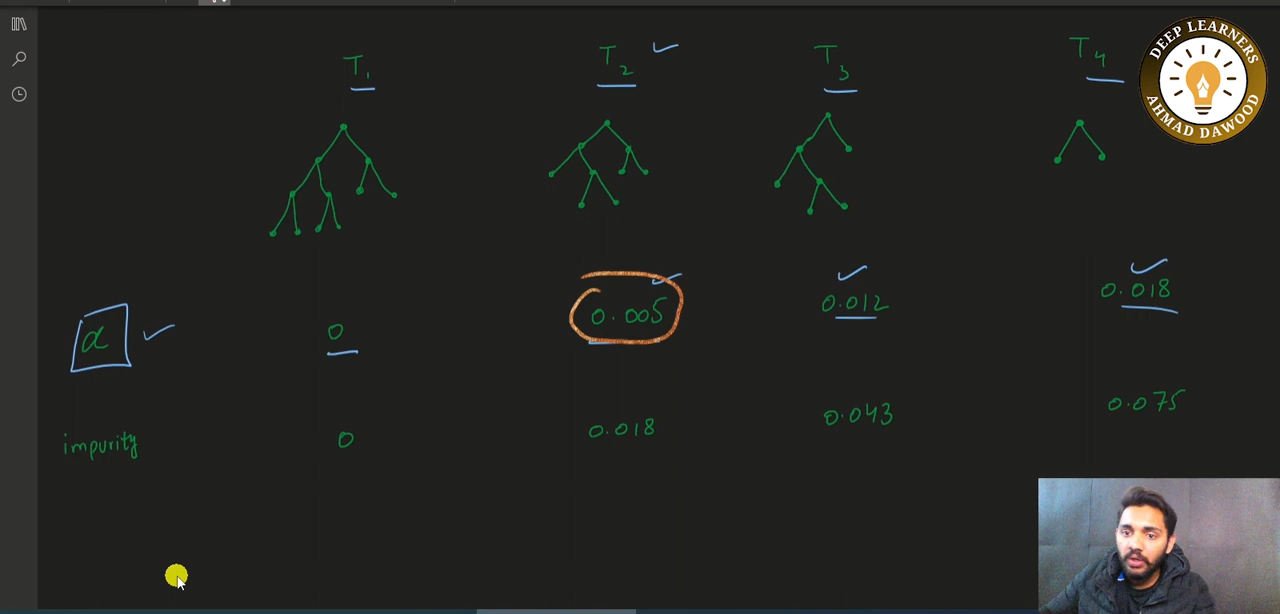 T1 T2 T3 T4
α 0 0.005 0.012 0.018
impurity 0 0.018 0.043 0.075
DEEP LEARNERS
AHMAD DAWOOD